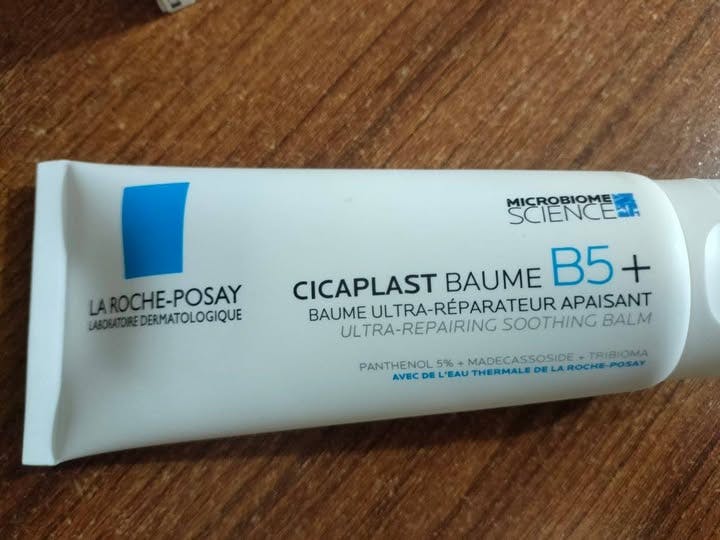 LA ROCHE-POSAY
LABORATOIRE DERMATOLOGIQUE
MICROBIOME
SCIENCE
CICAPLAST BAUME B5+
BAUME ULTRA-RÉPARATEUR APAISANT
ULTRA-REPAIRING SOOTHING BALM
PANTHENOL 5% + MADECASSOSIDE + TRIBIOMA
AVEC DE L'EAU THERMALE DE LA ROCHE-POSAY